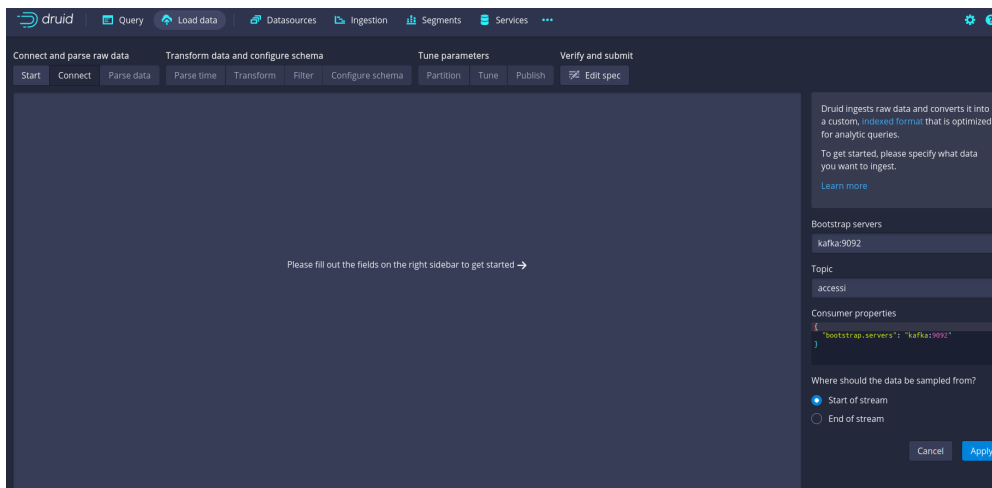 druid Query Load data Datasources Ingestion Segments Services
Connect and parse raw data Transform data and configure schema Tune parameters Verify and submit
Start Connect Parse data Parse time Transform Filter Configure schema Partition Tune Publish Edit spec
Druid ingests raw data and converts it into
a custom, indexed format that is optimized
for analytic queries.
To get started, please specify what data
you want to ingest.
Learn more
Bootstrap servers
kafka:9092
Please fill out the fields on the right sidebar to get started →
Topic
accessi
Consumer properties
{
"bootstrap.servers": "kafka:9092"
}
Where should the data be sampled from?
Start of stream
End of stream
Cancel Apply